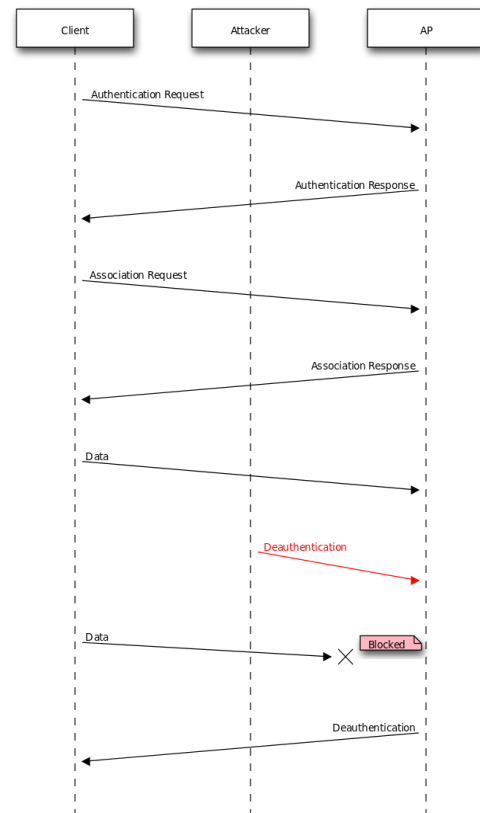 Client
Attacker
AP
Authentication Request
Authentication Response
Association Request
Association Response
Data
Deauthentication
Data
Blocked
Deauthentication